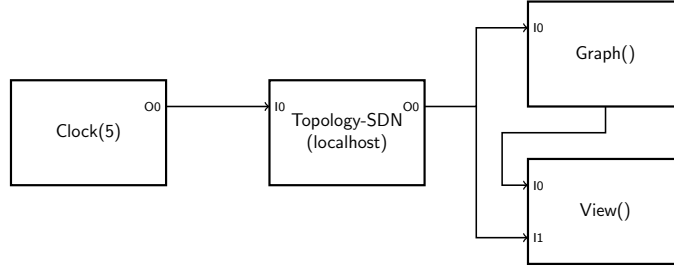 Clock(5)
O0
I0
Topology-SDN
(localhost)
O0
I0
Graph()
I0
View()
I1